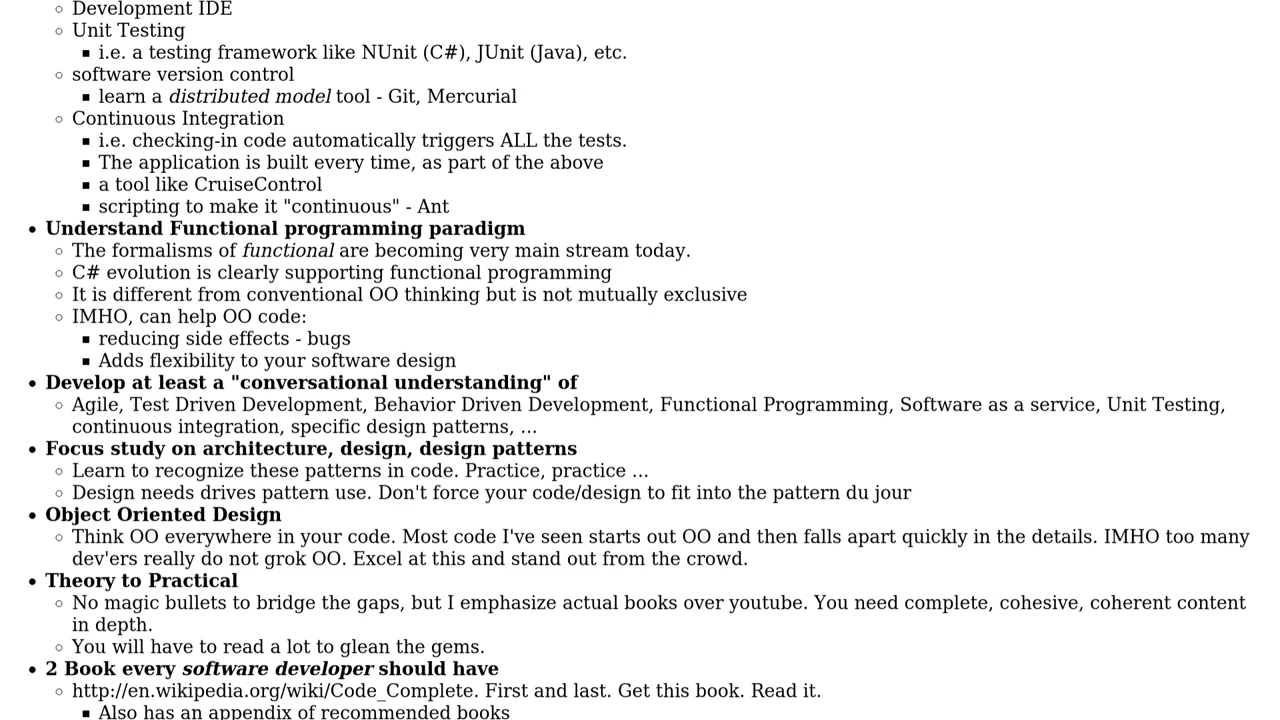 Development IDE
Unit Testing
i.e. a testing framework like NUnit (C#), JUnit (Java), etc.
software version control
learn a distributed model tool - Git, Mercurial
Continuous Integration
i.e. checking-in code automatically triggers ALL the tests.
The application is built every time, as part of the above
a tool like CruiseControl
scripting to make it "continuous" - Ant
Understand Functional programming paradigm
The formalisms of functional are becoming very main stream today.
C# evolution is clearly supporting functional programming
It is different from conventional OO thinking but is not mutually exclusive
IMHO, can help OO code:
reducing side effects - bugs
Adds flexibility to your software design
Develop at least a "conversational understanding" of
Agile, Test Driven Development, Behavior Driven Development, Functional Programming, Software as a service, Unit Testing,
continuous integration, specific design patterns, ...
Focus study on architecture, design, design patterns
Learn to recognize these patterns in code. Practice, practice ...
Design needs drives pattern use. Don't force your code/design to fit into the pattern du jour
Object Oriented Design
Think OO everywhere in your code. Most code I've seen starts out OO and then falls apart quickly in the details. IMHO too many
dev'ers really do not grok OO. Excel at this and stand out from the crowd.
Theory to Practical
No magic bullets to bridge the gaps, but I emphasize actual books over youtube. You need complete, cohesive, coherent content
in depth.
You will have to read a lot to glean the gems.
2 Book every software developer should have
http://en.wikipedia.org/wiki/Code_Complete. First and last. Get this book. Read it.
Also has an appendix of recommended books